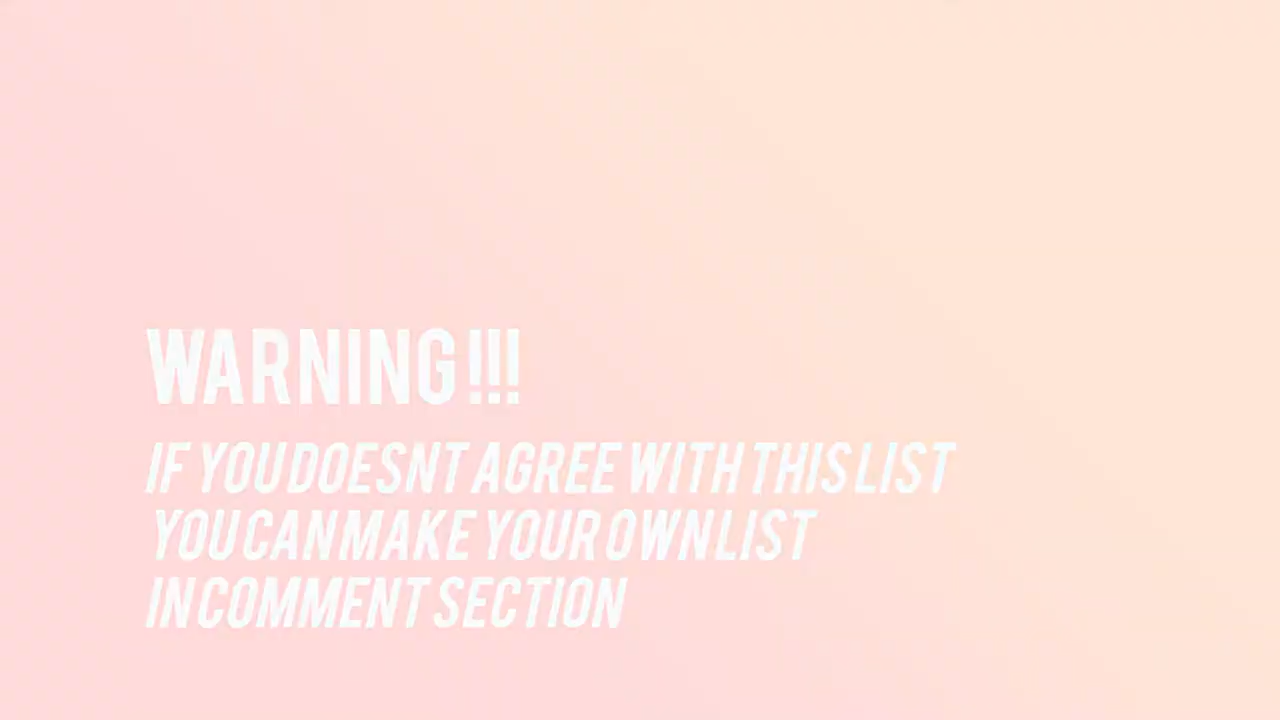 WARNING !!!
IF YOU DOESNT AGREE WITH THIS LIST
YOU CAN MAKE YOUR OWN LIST
IN COMMENT SECTION